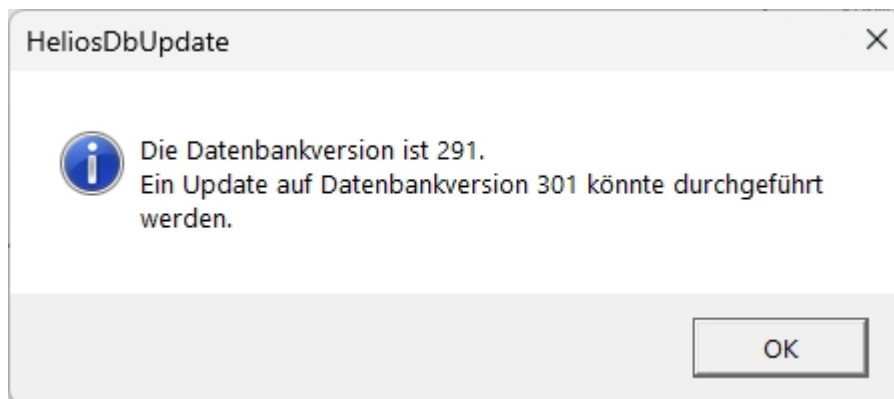 HeliosDbUpdate
Die Datenbankversion ist 291.
Ein Update auf Datenbankversion 301 könnte durchgeführt
werden.
OK